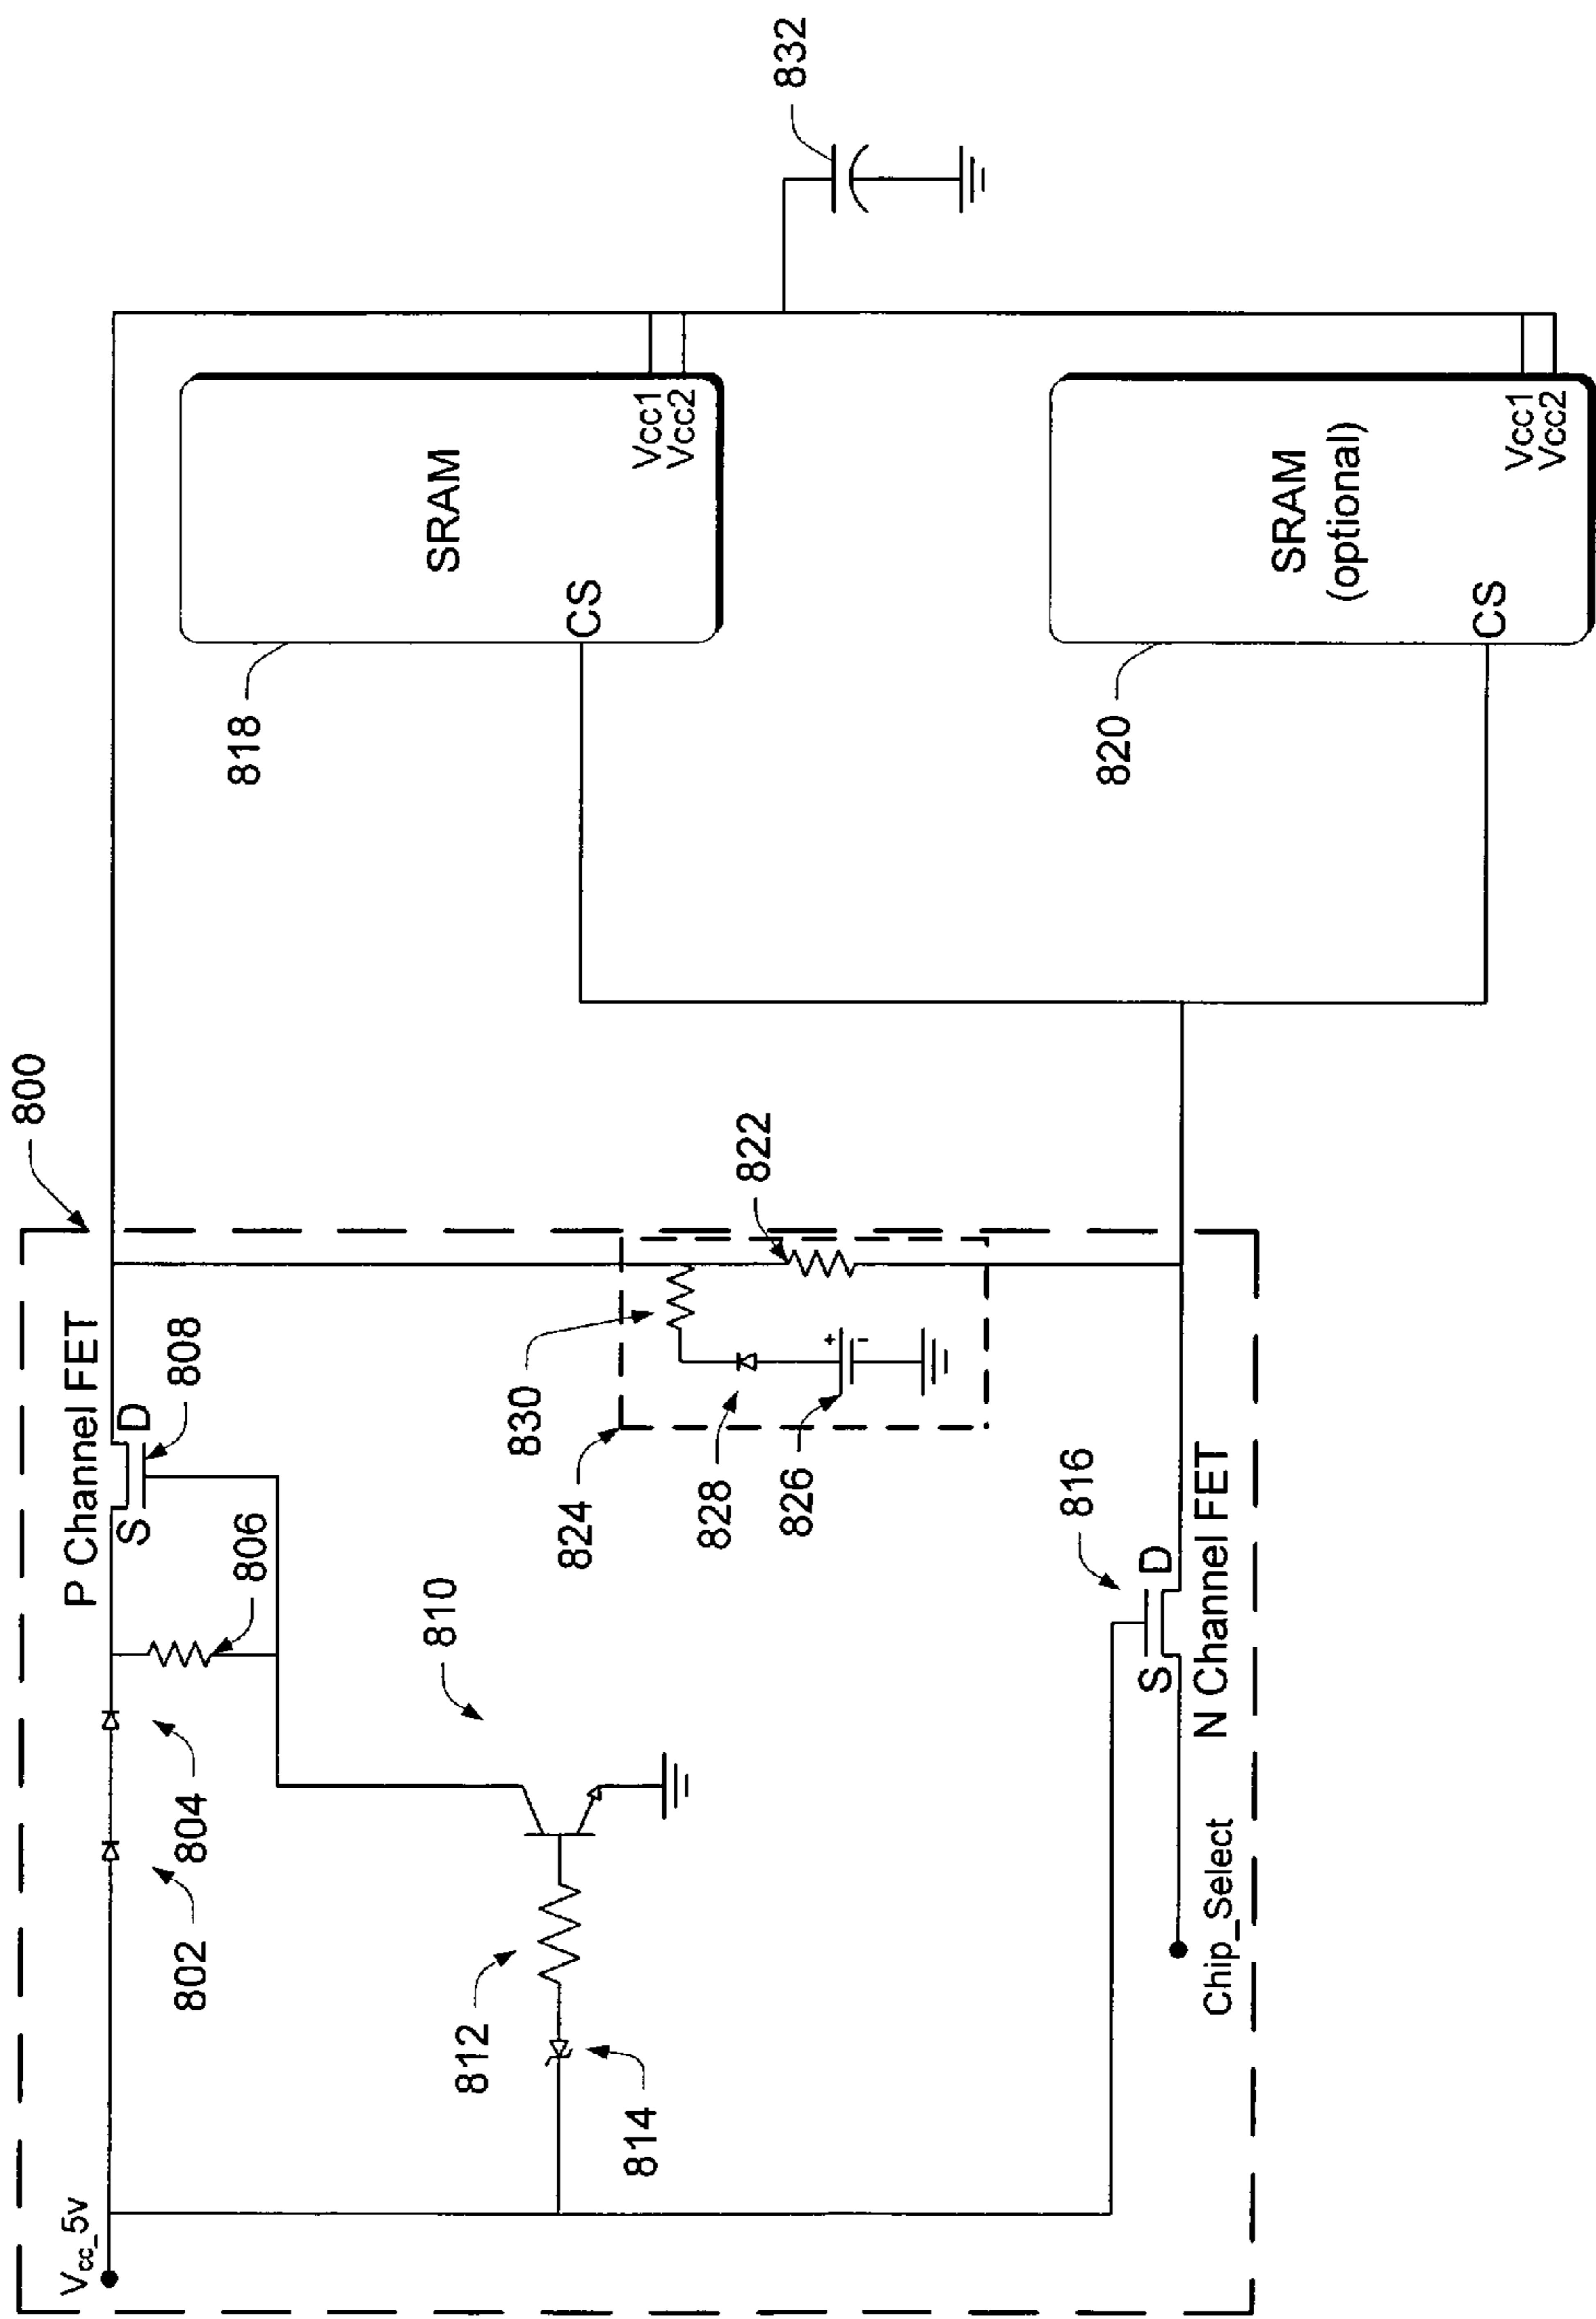 800
P Channel FET
Vcc_5v
S
D
802
804
806
808
810
812
814
824
830
828
826
822
816
S
D
N Channel FET
Chip_Select
818
SRAM
CS
Vcc1
Vcc2
820
SRAM
(optional)
CS
Vcc1
Vcc2
832
+
-